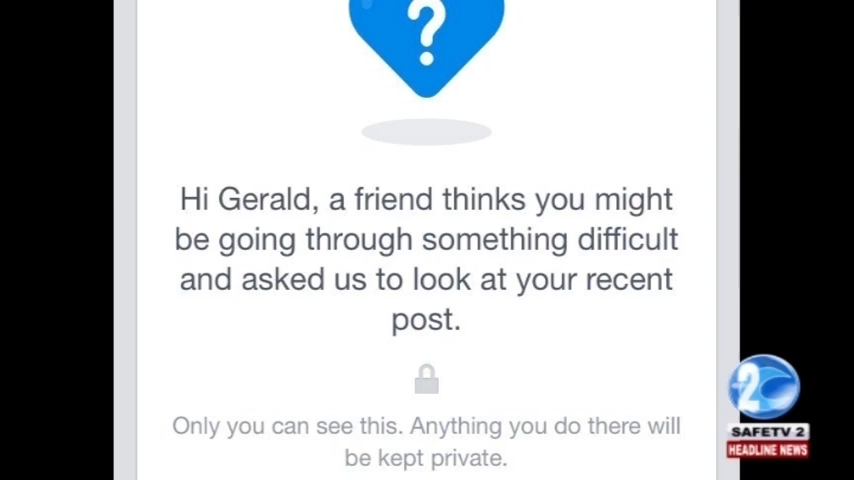 ?
Hi Gerald, a friend thinks you might
be going through something difficult
and asked us to look at your recent
post.
Only you can see this. Anything you do there will
be kept private.
2
SAFETV 2
HEADLINE NEWS